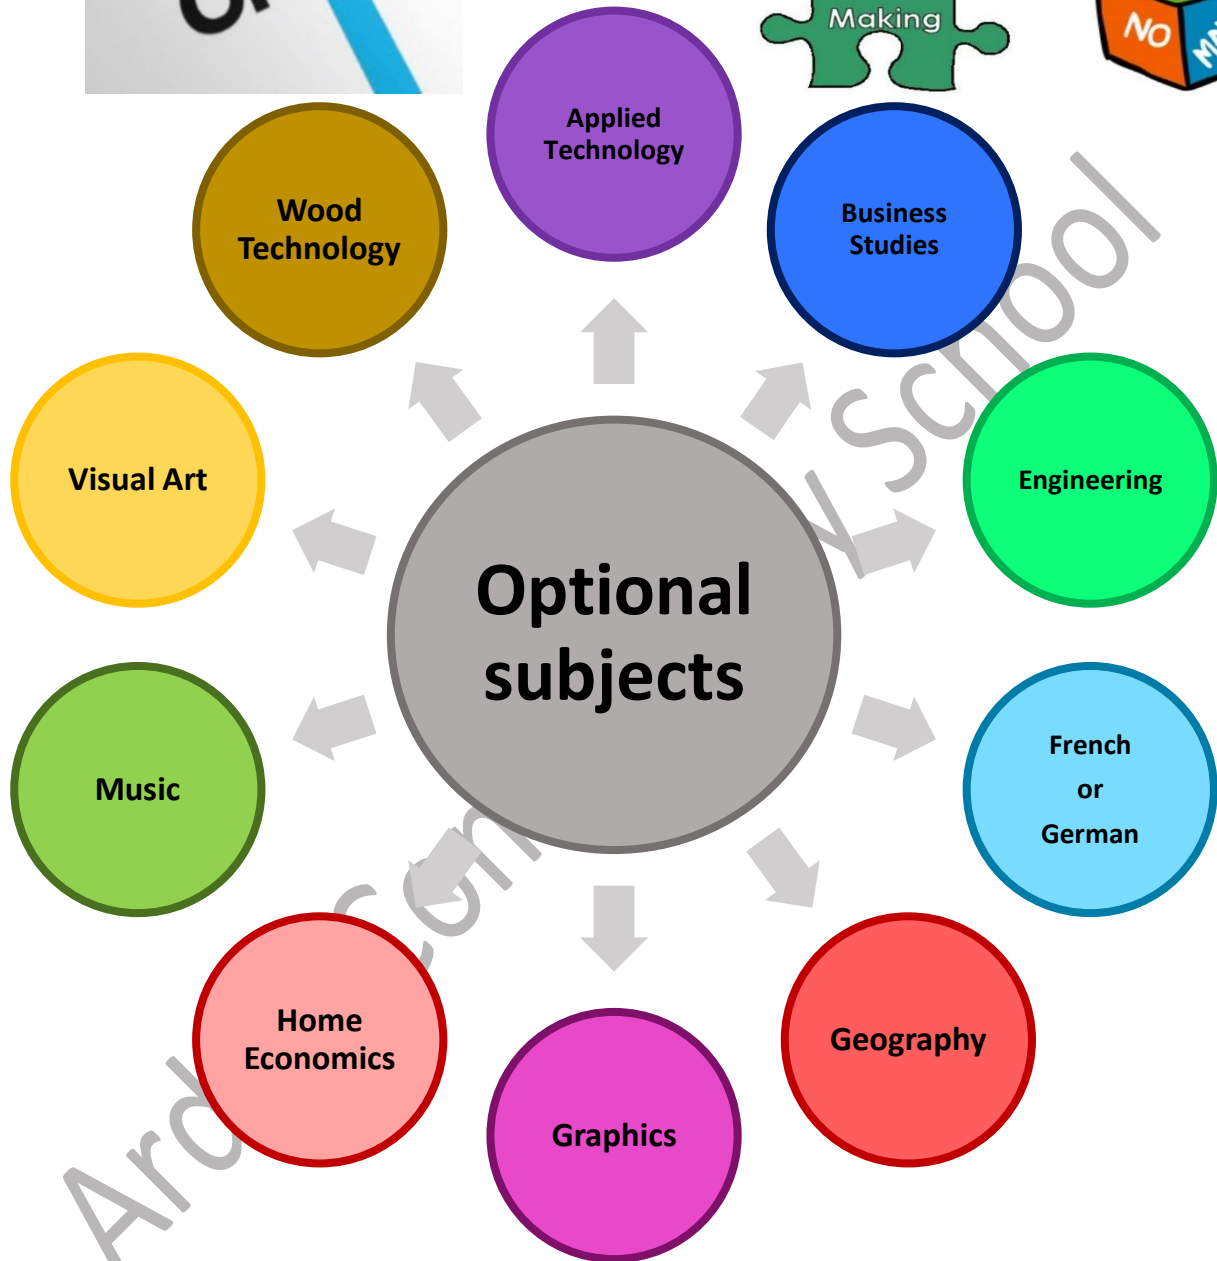 Making
NO
Applied
Technology
Business
Studies
Engineering
French
or
German
Geography
Graphics
Home
Economics
Music
Visual Art
Wood
Technology
Optional
subjects
School